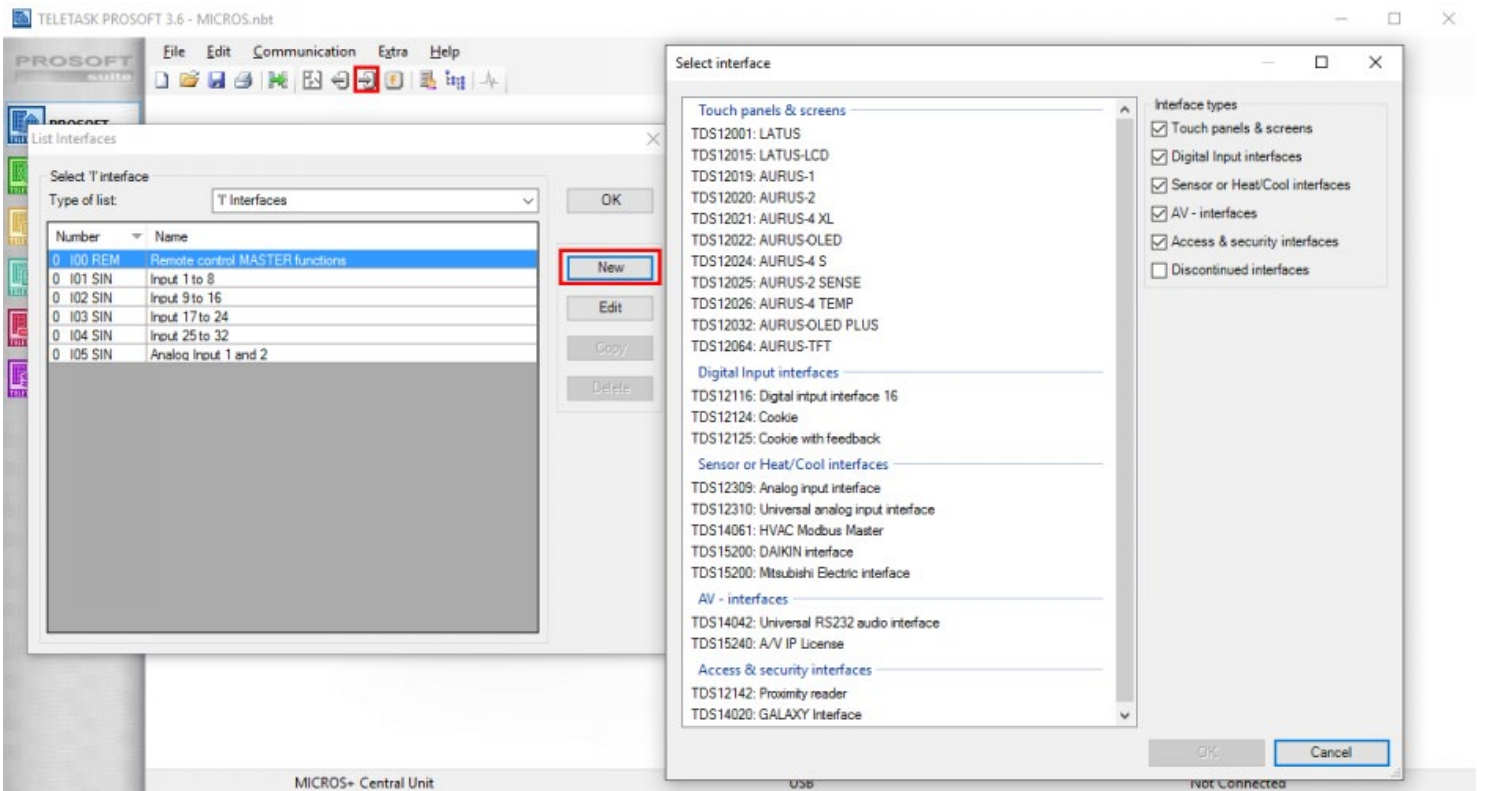 TELETASK PROSOFT 3.6 - MICROS.nbt
PROSOFT
suite
File Edit Communication Extra Help
PROSOFT
List Interfaces
Select 'I' interface
Type of list: 'I' Interfaces
Number Name
0 I00 REM Remote control MASTER functions
0 I01 SIN Input 1 to 8
0 I02 SIN Input 9 to 16
0 I03 SIN Input 17 to 24
0 I04 SIN Input 25 to 32
0 I05 SIN Analog Input 1 and 2
OK
New
Edit
Copy
Delete
Select interface
Touch panels & screens
TDS12001: LATUS
TDS12015: LATUS-LCD
TDS12019: AURUS-1
TDS12020: AURUS-2
TDS12021: AURUS-4 XL
TDS12022: AURUS-OLED
TDS12024: AURUS-4 S
TDS12025: AURUS-2 SENSE
TDS12026: AURUS-4 TEMP
TDS12032: AURUS-OLED PLUS
TDS12064: AURUS-TFT
Digital Input interfaces
TDS12116: Digital intput interface 16
TDS12124: Cookie
TDS12125: Cookie with feedback
Sensor or Heat/Cool interfaces
TDS12309: Analog input interface
TDS12310: Universal analog input interface
TDS14061: HVAC Modbus Master
TDS15200: DAIKIN interface
TDS15200: Mitsubishi Electric interface
AV - interfaces
TDS14042: Universal RS232 audio interface
TDS15240: A/V IP License
Access & security interfaces
TDS12142: Proximity reader
TDS14020: GALAXY Interface
Interface types
Touch panels & screens
Digital Input interfaces
Sensor or Heat/Cool interfaces
AV - interfaces
Access & security interfaces
Discontinued interfaces
OK
Cancel
MICROS+ Central Unit
USB
Not Connected